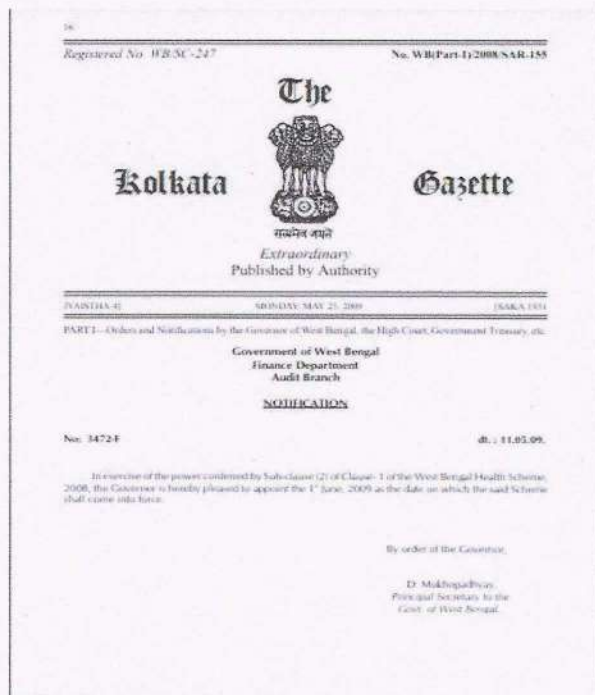 Registered No. WB/SC-247 No. WB(Part-I)/2008/SAR-155
The
Kolkata Gazette
सत्यमेव जयते
Extraordinary
Published by Authority
JYAISTHA 4] MONDAY, MAY 25, 2009 [SAKA 1931
PART I—Orders and Notifications by the Governor of West Bengal, the High Court, Government Treasury, etc.
Government of West Bengal
Finance Department
Audit Branch
NOTIFICATION
No: 3472-F dt. : 11.05.09.
In exercise of the power conferred by Sub-clause (2) of Clause- 1 of the West Bengal Health Scheme,
2008, the Governor is hereby pleased to appoint the 1st June, 2009 as the date on which the said Scheme
shall come into force.
By order of the Governor,
D. Mukhopadhyay,
Principal Secretary to the
Govt. of West Bengal.